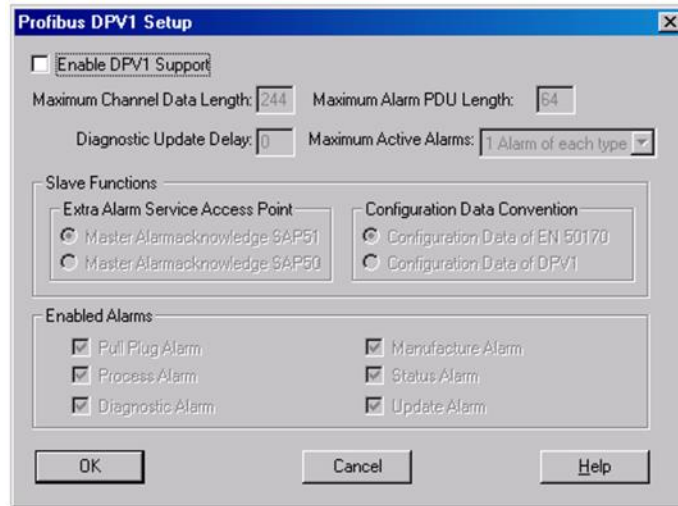 Profibus DPV1 Setup
Enable DPV1 Support
Maximum Channel Data Length: 244 Maximum Alarm PDU Length: 64
Diagnostic Update Delay: 0 Maximum Active Alarms: 1 Alarm of each type
Slave Functions
Extra Alarm Service Access Point Configuration Data Convention
Master Alarmacknowledge SAP51 Configuration Data of EN 50170
Master Alarmacknowledge SAP50 Configuration Data of DPV1
Enabled Alarms
Pull Plug Alarm Manufacture Alarm
Process Alarm Status Alarm
Diagnostic Alarm Update Alarm
OK Cancel Help